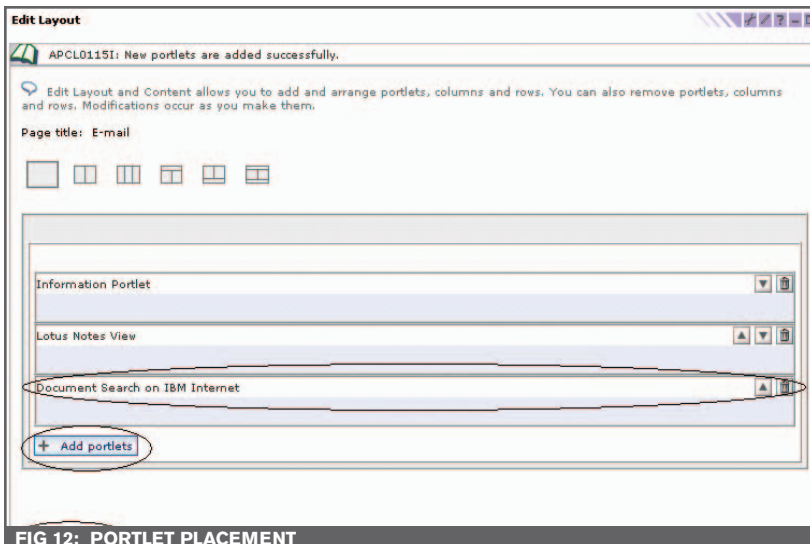 Edit Layout
APCL0115I: New portlets are added successfully.
Edit Layout and Content allows you to add and arrange portlets, columns and rows. You can also remove portlets, columns
and rows. Modifications occur as you make them.
Page title: E-mail
Information Portlet
Lotus Notes View
Document Search on IBM Internet
+ Add portlets
FIG 12: PORTLET PLACEMENT